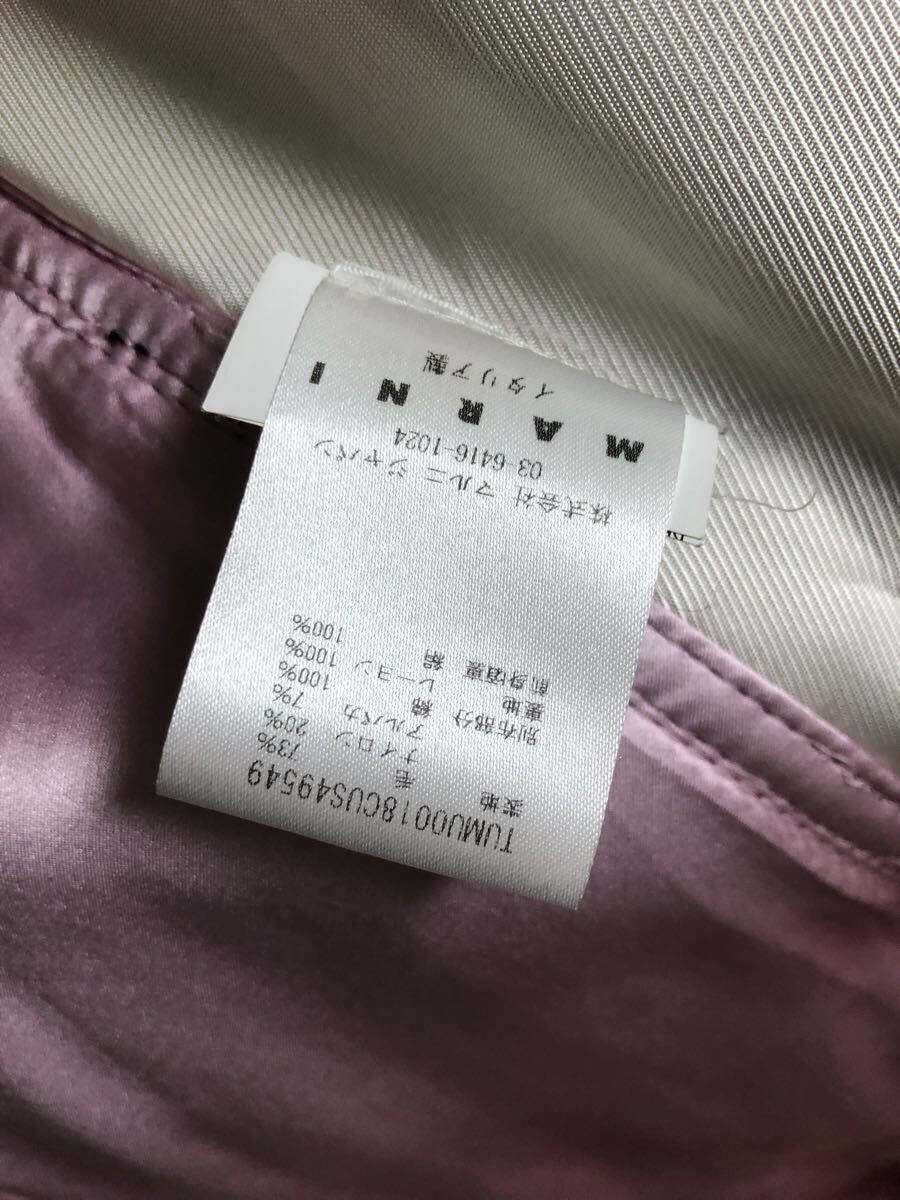 TUMU0018CUS49549
表地 毛 73%
ナイロン 20%
アルパカ 7%
別布部分 綿 100%
裏地 レーヨン 100%
前身頃裏 絹 100%
株式会社 マルニ ジャパン
03-6416-1024
MARNI
イタリア製